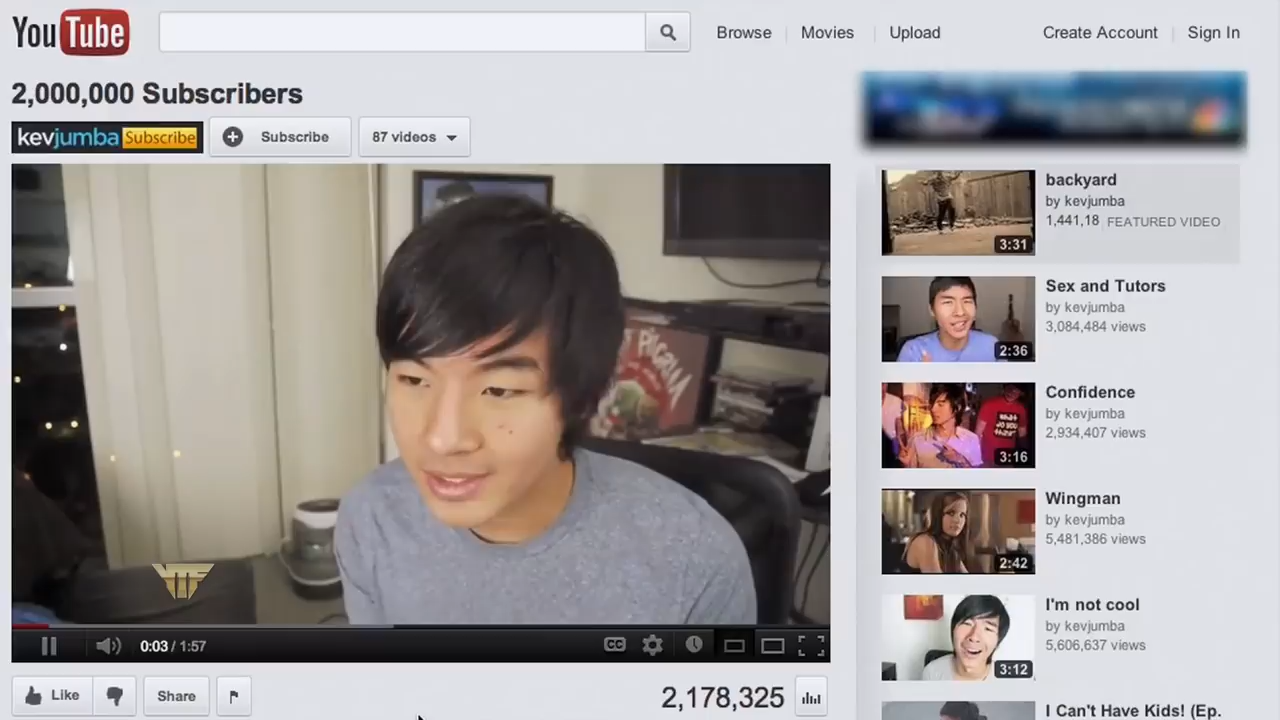 YouTube
Browse
Movies
Upload
Create Account
Sign In
2,000,000 Subscribers
kevjumba Subscribe
Subscribe
87 videos
backyard
by kevjumba
1,441,18 FEATURED VIDEO
3:31
Sex and Tutors
by kevjumba
3,084,484 views
2:36
Confidence
by kevjumba
2,934,407 views
3:16
Wingman
by kevjumba
5,481,386 views
2:42
I'm not cool
by kevjumba
5,606,637 views
3:12
I Can't Have Kids! (Ep.
0:03 / 1:57
CC
Like
Share
2,178,325